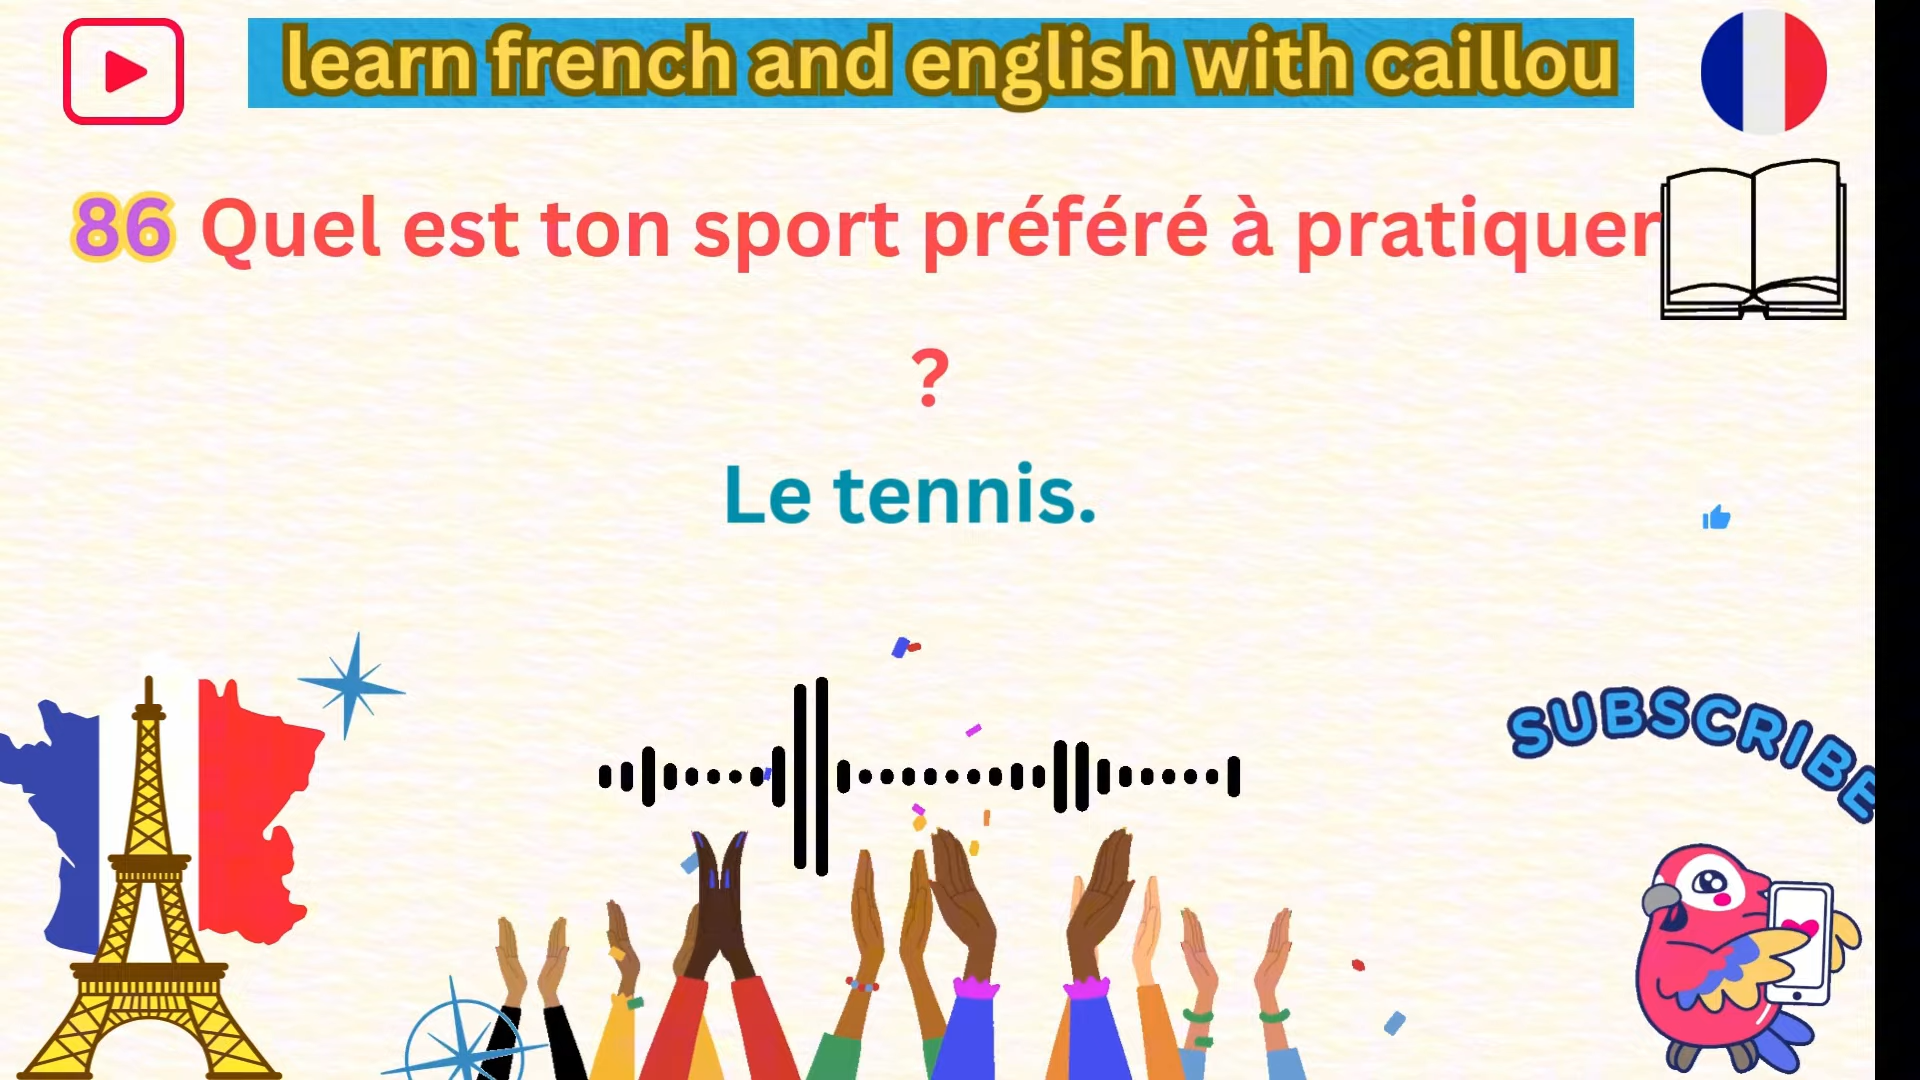 learn french and english with caillou
86 Quel est ton sport préféré à pratiquer
?
Le tennis.
SUBSCRIBE